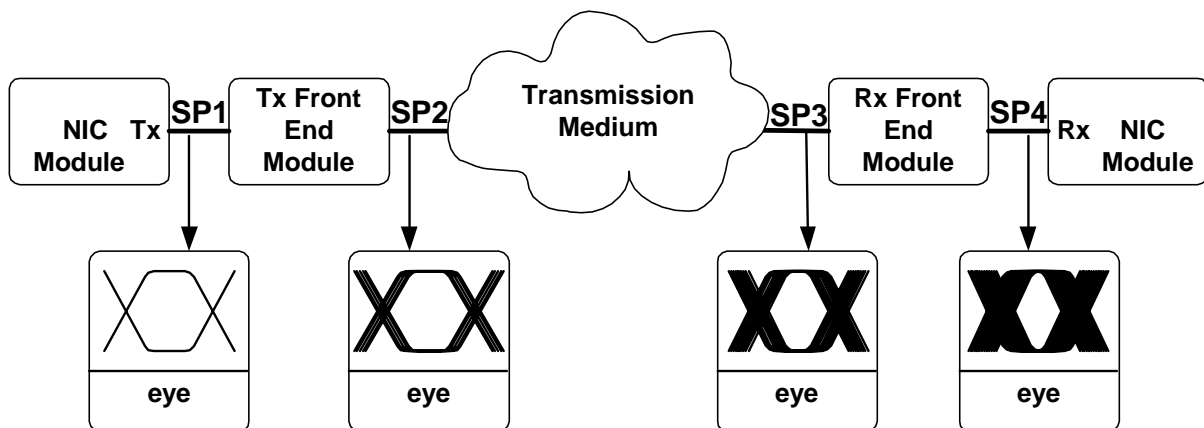 NIC Tx
Module
SP1
Tx Front
End
Module
SP2
Transmission
Medium
SP3
Rx Front
End
Module
SP4
Rx NIC
Module
eye
eye
eye
eye